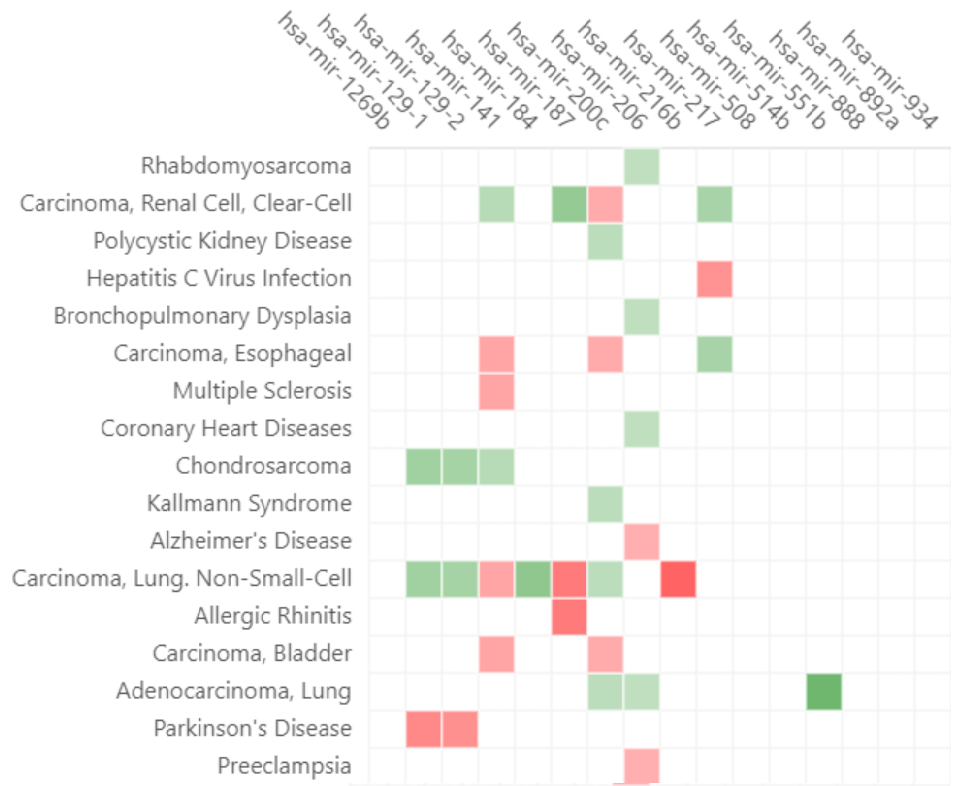 hsa-mir-1269b
hsa-mir-129-1
hsa-mir-129-2
hsa-mir-141
hsa-mir-184
hsa-mir-187
hsa-mir-200c
hsa-mir-206
hsa-mir-216b
hsa-mir-217
hsa-mir-508
hsa-mir-514b
hsa-mir-551b
hsa-mir-888
hsa-mir-892a
hsa-mir-934
Rhabdomyosarcoma
Carcinoma, Renal Cell, Clear-Cell
Polycystic Kidney Disease
Hepatitis C Virus Infection
Bronchopulmonary Dysplasia
Carcinoma, Esophageal
Multiple Sclerosis
Coronary Heart Diseases
Chondrosarcoma
Kallmann Syndrome
Alzheimer's Disease
Carcinoma, Lung. Non-Small-Cell
Allergic Rhinitis
Carcinoma, Bladder
Adenocarcinoma, Lung
Parkinson's Disease
Preeclampsia